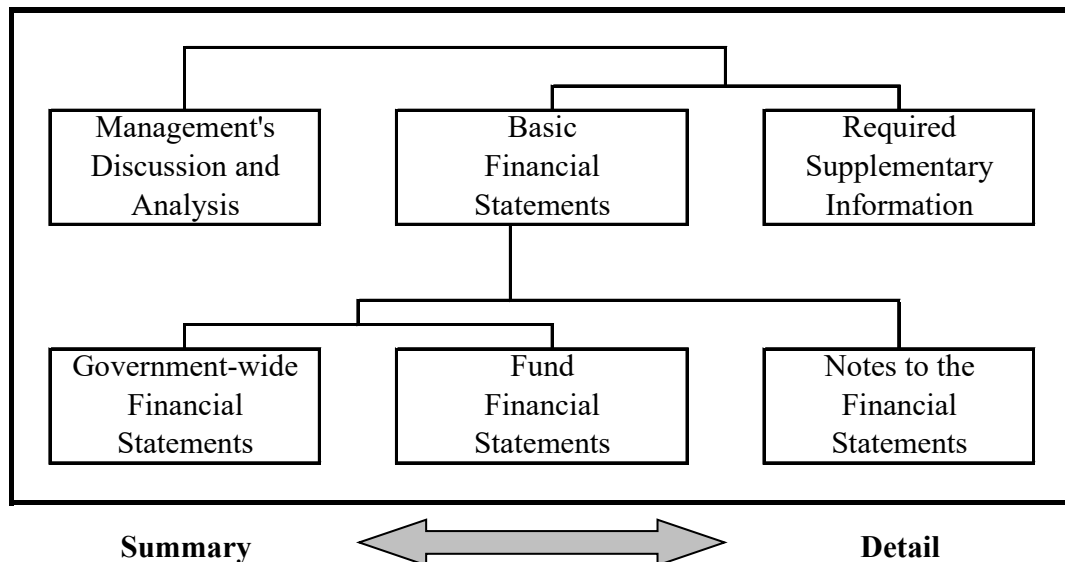 Management's
Discussion and
Analysis
Basic
Financial
Statements
Required
Supplementary
Information
Government-wide
Financial
Statements
Fund
Financial
Statements
Notes to the
Financial
Statements
Summary
Detail